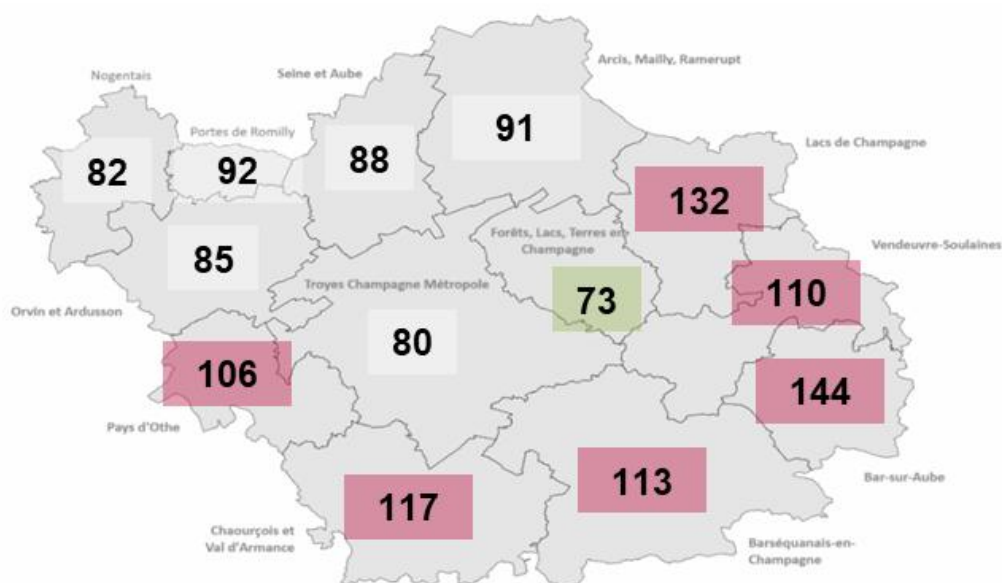 Nogentais
Seine et Aube
Arcis, Mailly, Ramerupt
Portes de Romilly
Lacs de Champagne
82
92
88
91
132
Forêts, Lacs, Terres en
Champagne
Vendeuvre-Soulaines
85
Troyes Champagne Métropole
73
110
Orvin et Ardusson
80
106
144
Pays d'Othe
Bar-sur-Aube
117
113
Chaourçois et
Val d'Armance
Barséquanais-en-
Champagne